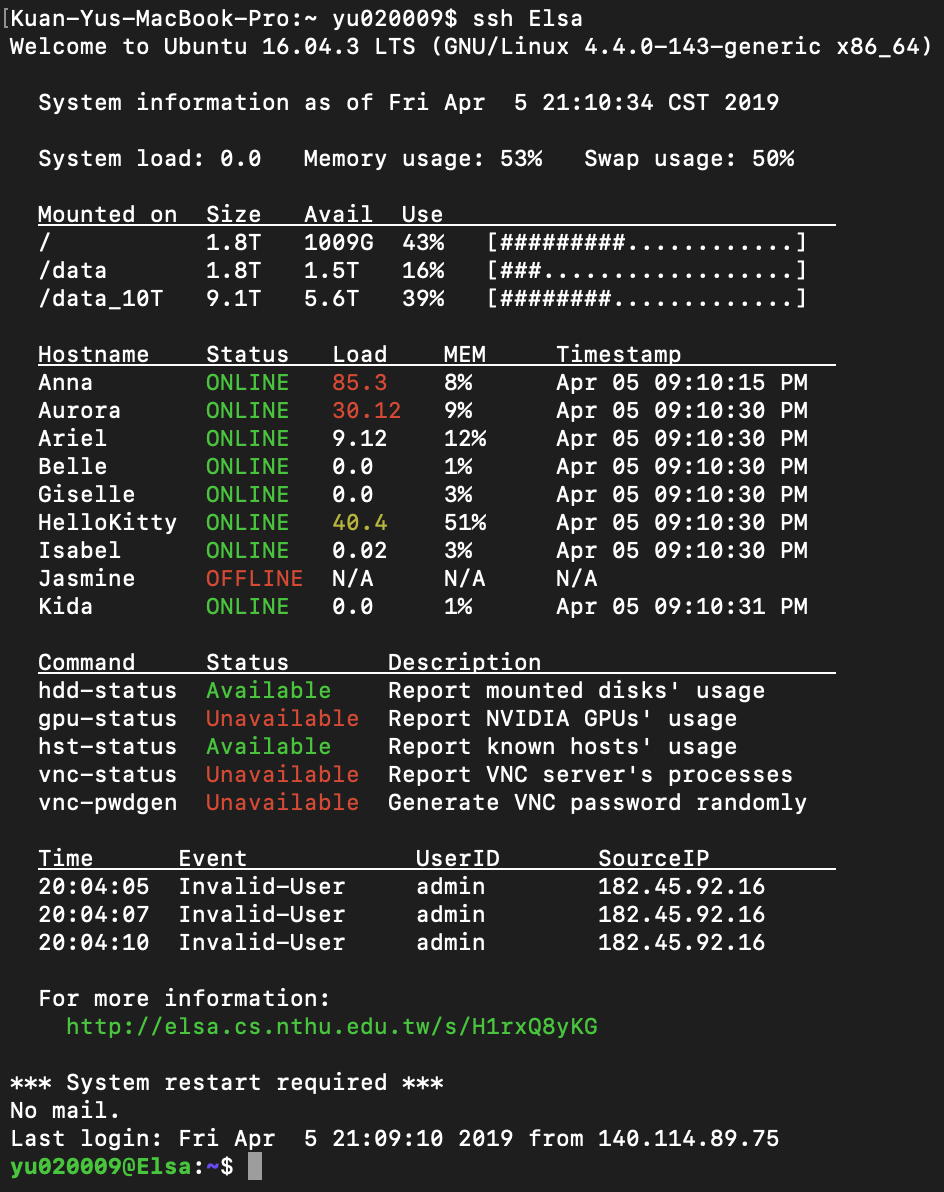 [Kuan-Yus-MacBook-Pro:~ yu020009$ ssh Elsa
Welcome to Ubuntu 16.04.3 LTS (GNU/Linux 4.4.0-143-generic x86_64)
System information as of Fri Apr  5 21:10:34 CST 2019
System load: 0.0   Memory usage: 53%   Swap usage: 50%
Mounted on  Size   Avail  Use
/           1.8T   1009G  43%   [#########............]
/data       1.8T   1.5T   16%   [###..................]
/data_10T   9.1T   5.6T   39%   [########.............]
Hostname    Status   Load    MEM     Timestamp
Anna        ONLINE   85.3    8%      Apr 05 09:10:15 PM
Aurora      ONLINE   30.12   9%      Apr 05 09:10:30 PM
Ariel       ONLINE   9.12    12%     Apr 05 09:10:30 PM
Belle       ONLINE   0.0     1%      Apr 05 09:10:30 PM
Giselle     ONLINE   0.0     3%      Apr 05 09:10:30 PM
HelloKitty  ONLINE   40.4    51%     Apr 05 09:10:30 PM
Isabel      ONLINE   0.02    3%      Apr 05 09:10:30 PM
Jasmine     OFFLINE  N/A     N/A     N/A
Kida        ONLINE   0.0     1%      Apr 05 09:10:31 PM
Command     Status       Description
hdd-status  Available    Report mounted disks' usage
gpu-status  Unavailable  Report NVIDIA GPUs' usage
hst-status  Available    Report known hosts' usage
vnc-status  Unavailable  Report VNC server's processes
vnc-pwdgen  Unavailable  Generate VNC password randomly
Time      Event            UserID       SourceIP
20:04:05  Invalid-User     admin        182.45.92.16
20:04:07  Invalid-User     admin        182.45.92.16
20:04:10  Invalid-User     admin        182.45.92.16
For more information:
http://elsa.cs.nthu.edu.tw/s/H1rxQ8yKG
*** System restart required ***
No mail.
Last login: Fri Apr  5 21:09:10 2019 from 140.114.89.75
yu020009@Elsa:~$